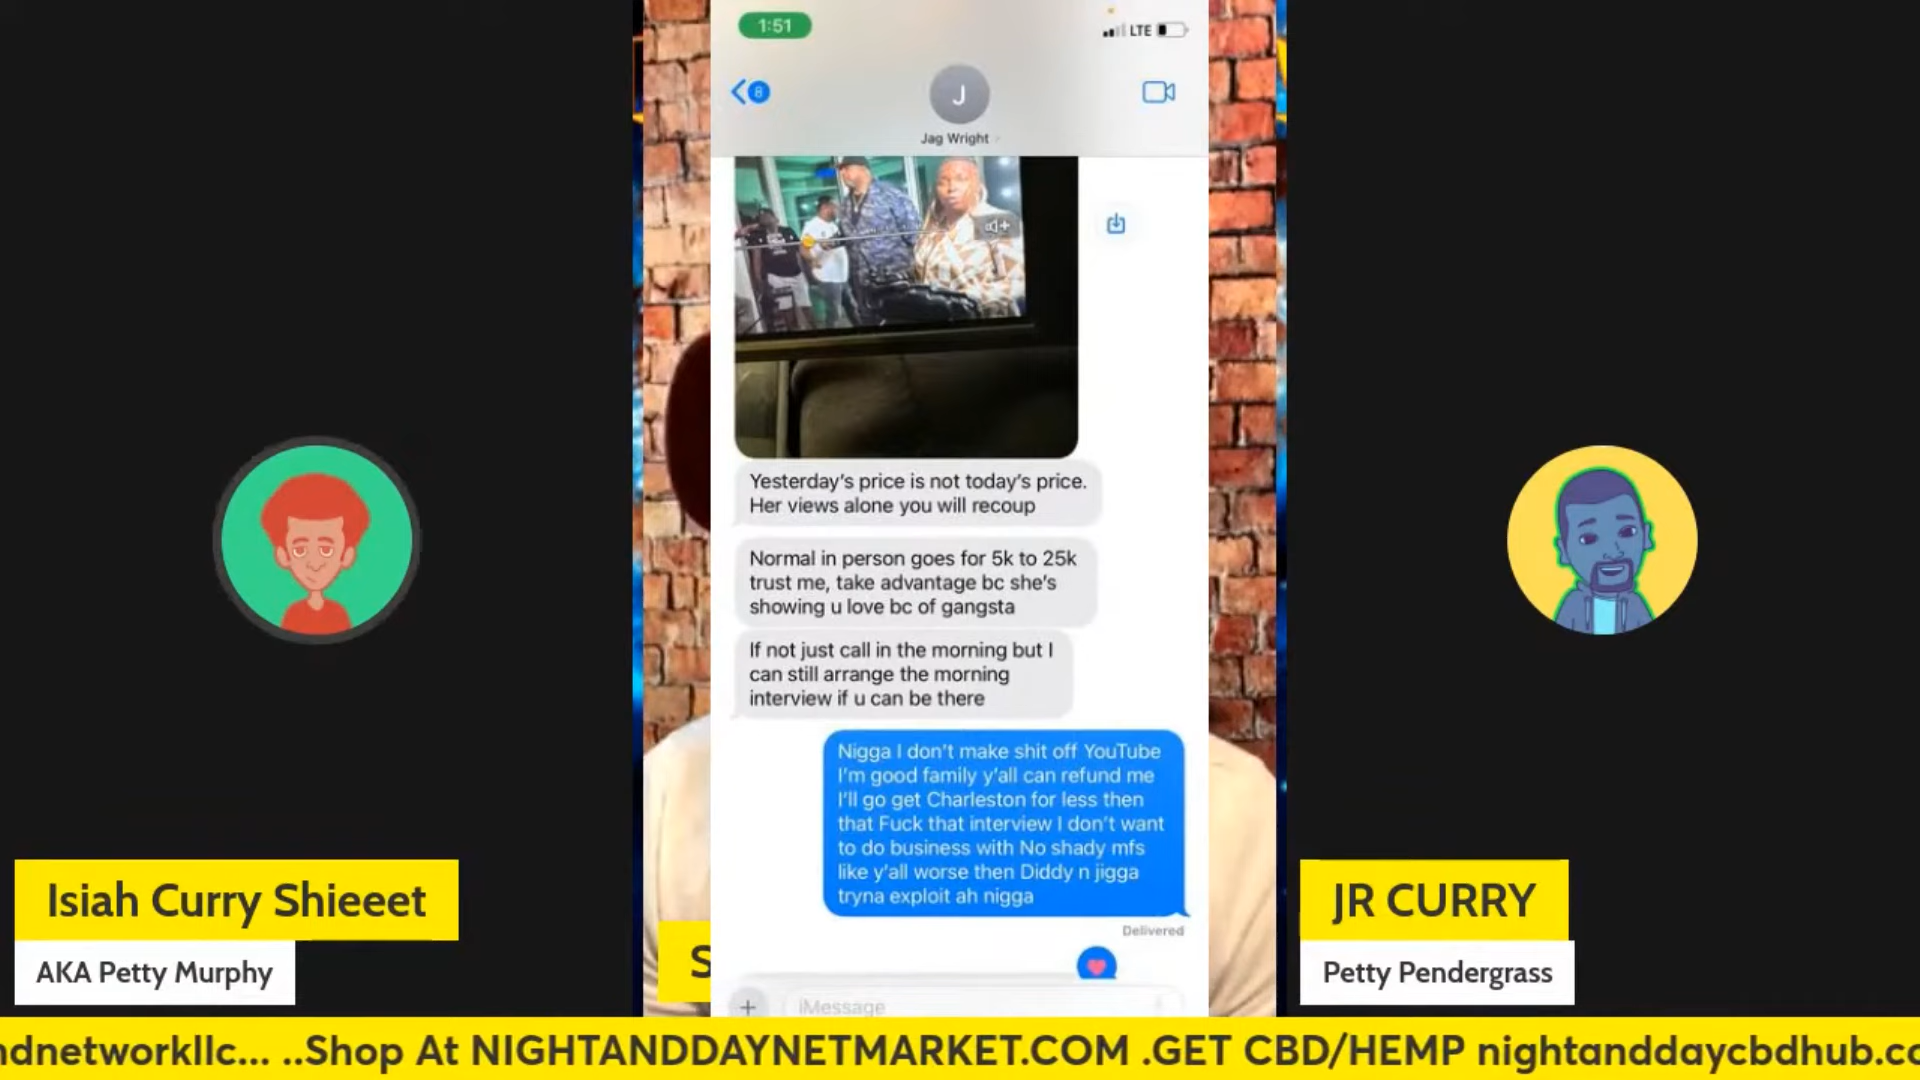 1:51
LTE
8
J
Jag Wright
Yesterday's price is not today's price.
Her views alone you will recoup
Normal in person goes for 5k to 25k
trust me, take advantage bc she's
showing u love bc of gangsta
If not just call in the morning but I
can still arrange the morning
interview if u can be there
Nigga I don't make shit off YouTube
I'm good family y'all can refund me
I'll go get Charleston for less then
that Fuck that interview I don't want
to do business with No shady mfs
like y'all worse then Diddy n jigga
tryna exploit ah nigga
Delivered
iMessage
Isiah Curry Shieeet
AKA Petty Murphy
S
JR CURRY
Petty Pendergrass
ndnetworkllc... ..Shop At NIGHTANDDAYNETMARKET.COM .GET CBD/HEMP nightanddaycbdhub.co